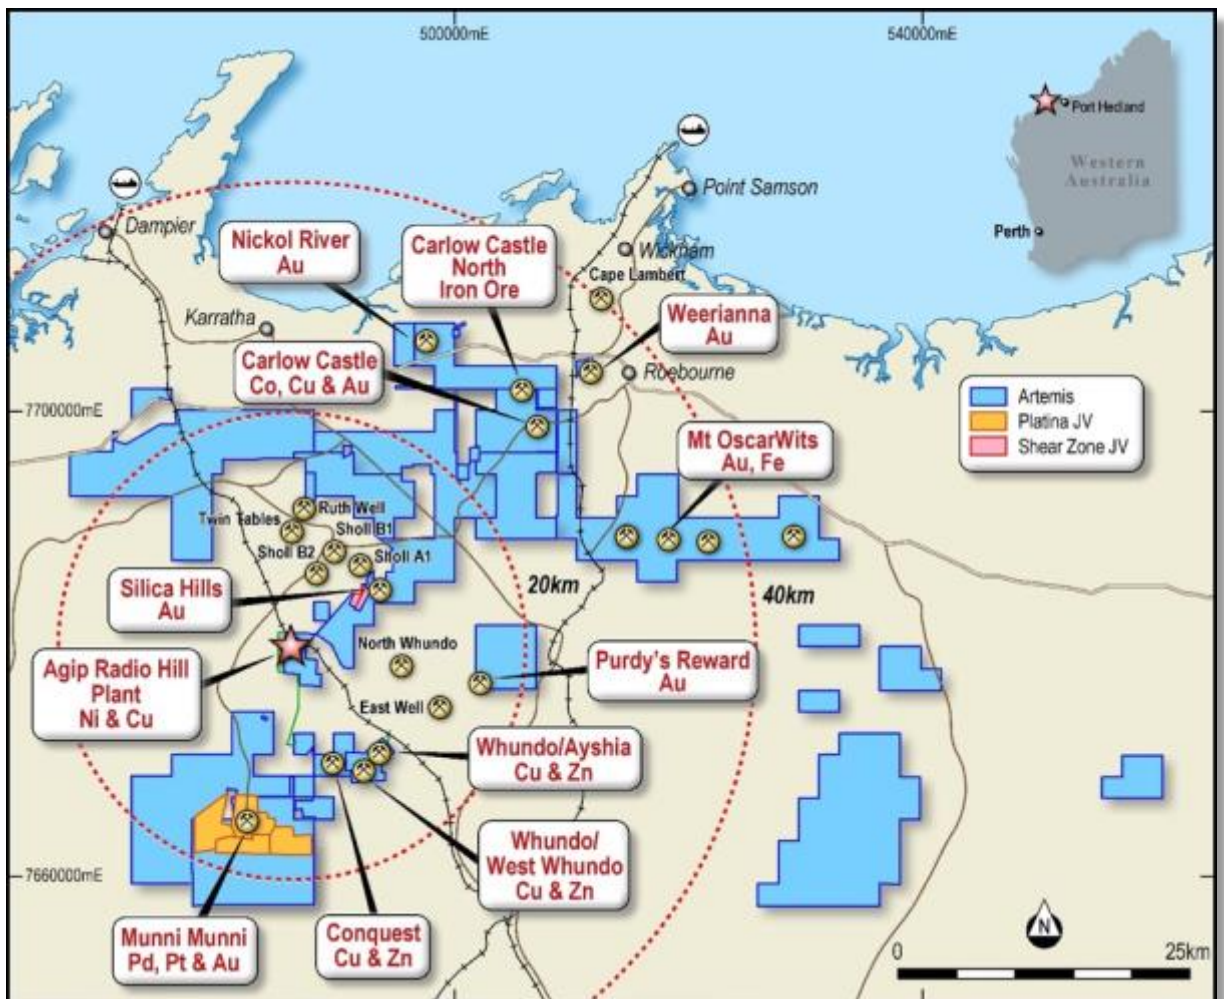 500000mE
540000mE
Port Hedland
Western
Australia
Perth
Point Samson
Dampier
Nickol River
Au
Carlow Castle
North
Iron Ore
Wickham
Cape Lambert
Karratha
Weerianna
Au
Carlow Castle
Co, Cu & Au
Roebourne
7700000mE
Artemis
Platina JV
Shear Zone JV
Mt OscarWits
Au, Fe
Ruth Well
Twin Tables
Sholl B1
Sholl B2
Sholl A1
Silica Hills
Au
20km
40km
North Whundo
Agip Radio Hill
Plant
Ni & Cu
Purdy's Reward
Au
East Well
Whundo/Ayshia
Cu & Zn
Whundo/
West Whundo
Cu & Zn
7660000mE
Munni Munni
Pd, Pt & Au
Conquest
Cu & Zn
N
0
25km